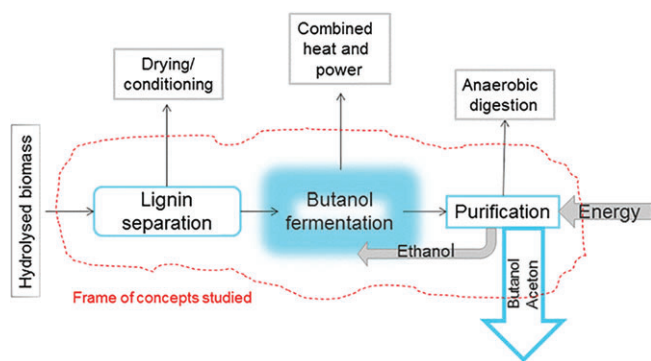 Combined
heat and
power
Drying/
conditioning
Anaerobic
digestion
Hydrolysed biomass
Lignin
separation
Butanol
fermentation
Purification
Energy
Ethanol
Butanol
Aceton
Frame of concepts studied